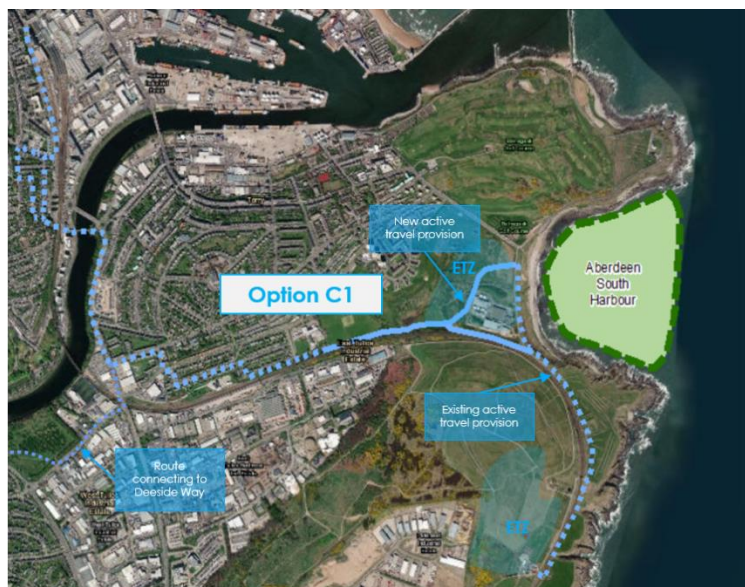 New active
travel provision
ETZ
Option C1
Aberdeen
South
Harbour
Existing active
travel provision
Route
connecting to
Deeside Way
ETZ